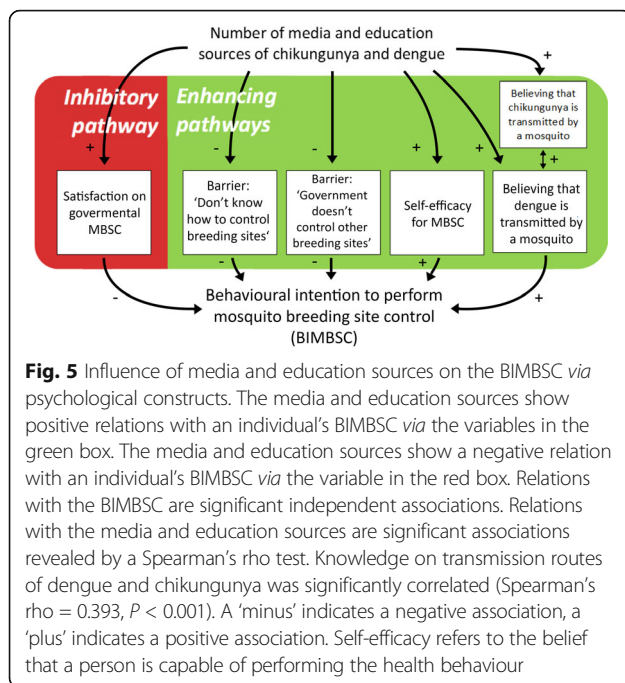 Number of media and education
sources of chikungunya and dengue
Inhibitory
pathway
Enhancing
pathways
+
-
-
+
+
+
Believing that
chikungunya is
transmitted by
a mosquito
+
Satisfaction on
govermental
MBSC
Barrier:
'Don't know
how to control
breeding sites'
Barrier:
'Government
doesn't
control other
breeding sites'
Self-efficacy
for MBSC
Believing that
dengue is
transmitted by
a mosquito
-
-
-
+
+
Behavioural intention to perform
mosquito breeding site control
(BIMBSC)
Fig. 5 Influence of media and education sources on the BIMBSC via
psychological constructs. The media and education sources show
positive relations with an individual's BIMBSC via the variables in the
green box. The media and education sources show a negative relation
with an individual's BIMBSC via the variable in the red box. Relations
with the BIMBSC are significant independent associations. Relations
with the media and education sources are significant associations
revealed by a Spearman's rho test. Knowledge on transmission routes
of dengue and chikungunya was significantly correlated (Spearman's
rho = 0.393, P < 0.001). A 'minus' indicates a negative association, a
'plus' indicates a positive association. Self-efficacy refers to the belief
that a person is capable of performing the health behaviour